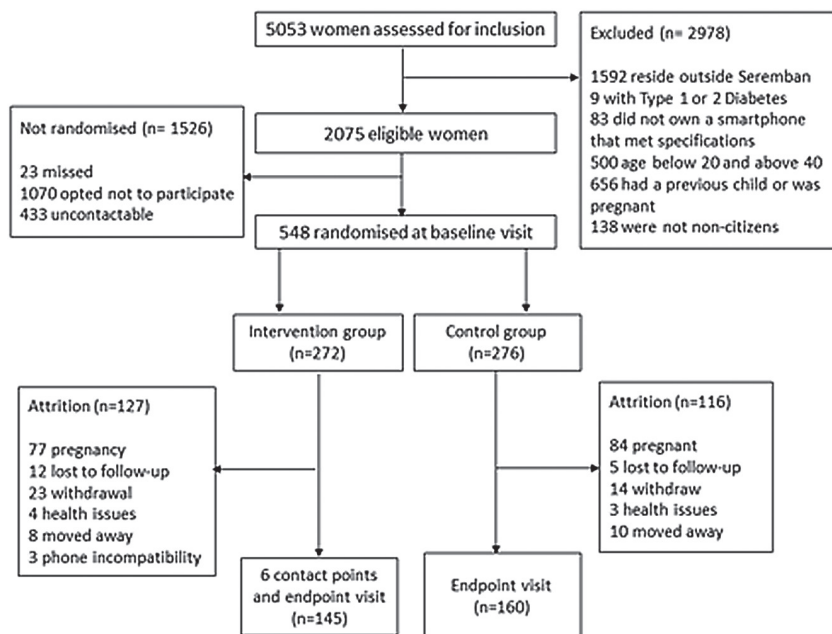 5053 women assessed for inclusion
Excluded (n= 2978)
1592 reside outside Seremban
9 with Type 1 or 2 Diabetes
83 did not own a smartphone
that met specifications
500 age below 20 and above 40
656 had a previous child or was
pregnant
138 were not non-citizens
2075 eligible women
Not randomised (n= 1526)
23 missed
1070 opted not to participate
433 uncontactable
548 randomised at baseline visit
Intervention group
(n=272)
Control group
(n=276)
Attrition (n=127)
77 pregnancy
12 lost to follow-up
23 withdrawal
4 health issues
8 moved away
3 phone incompatibility
Attrition (n=116)
84 pregnant
5 lost to follow-up
14 withdraw
3 health issues
10 moved away
6 contact points
and endpoint visit
(n=145)
Endpoint visit
(n=160)